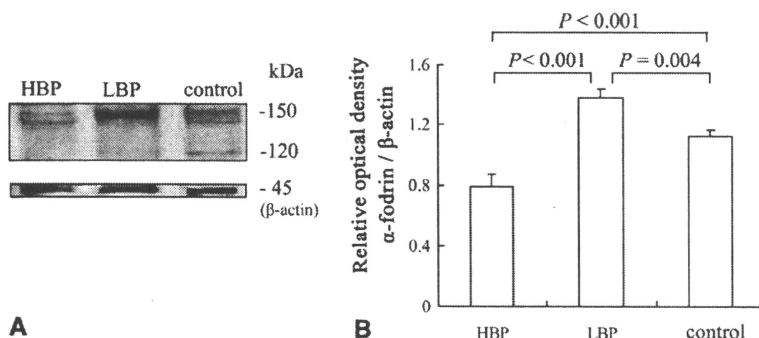 kDa
HBP LBP control
-150
-120
- 45
(β-actin)
A
P < 0.001
P < 0.001 P = 0.004
Relative optical density
α-fodrin / β-actin
1.6
1.2
0.8
0.4
0
HBP LBP control
B